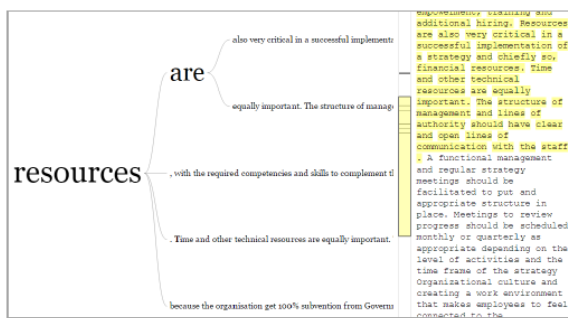 resources
are
also very critical in a successful implementa
equally important. The structure of manag
, with the required competencies and skills to complement t
. Time and other technical resources are equally important.
because the organisation get 100% subvention from Govern
empowerment, training and
additional hiring. Resources
are also very critical in a
successful implementation of
a strategy and chiefly so,
financial resources. Time
and other technical
resources are equally
important. The structure of
management and lines of
authority should have clear
and open lines of
communication with the staff
. A functional management
and regular strategy
meetings should be
facilitated to put and
appropriate structure in
place. Meetings to review
progress should be scheduled
monthly or quarterly as
appropriate depending on the
level of activities and the
time frame of the strategy
Organizational culture and
creating a work environment
that makes employees to feel
connected to the